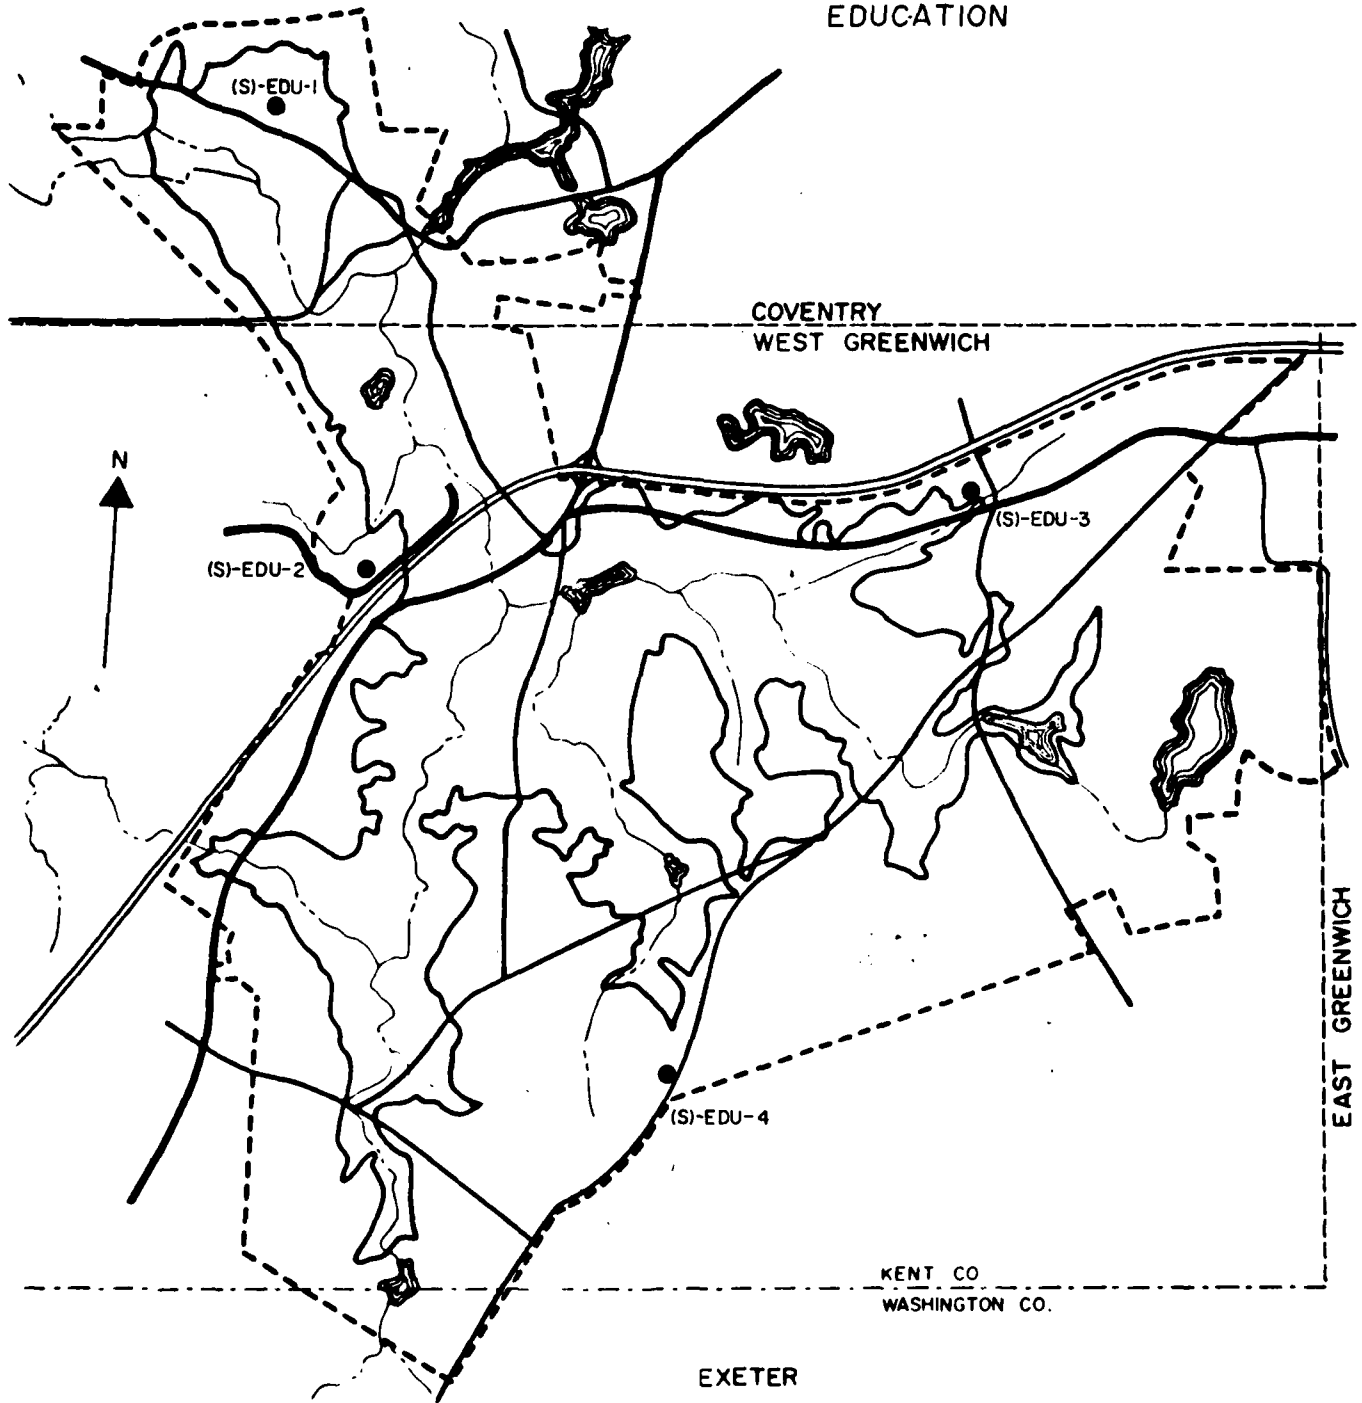 EDUCATION
(S)-EDU-1
COVENTRY
WEST GREENWICH
N
(S)-EDU-3
(S)-EDU-2
EAST GREENWICH
(S)-EDU-4
KENT CO
WASHINGTON CO.
EXETER